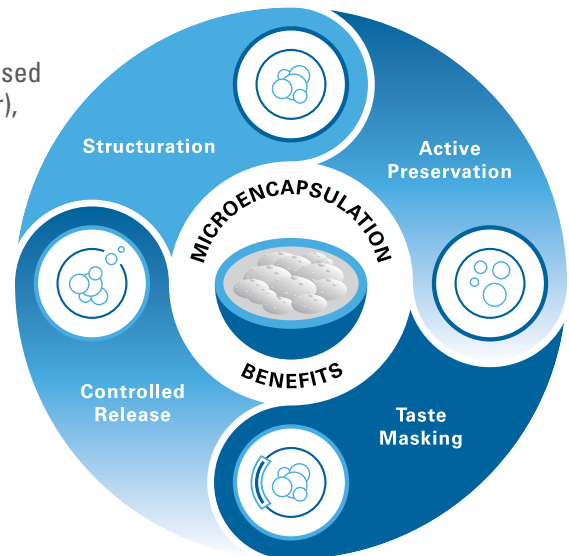 Structuration
Active
Preservation
MICROENCAPSULATION
BENEFITS
Controlled
Release
Taste
Masking